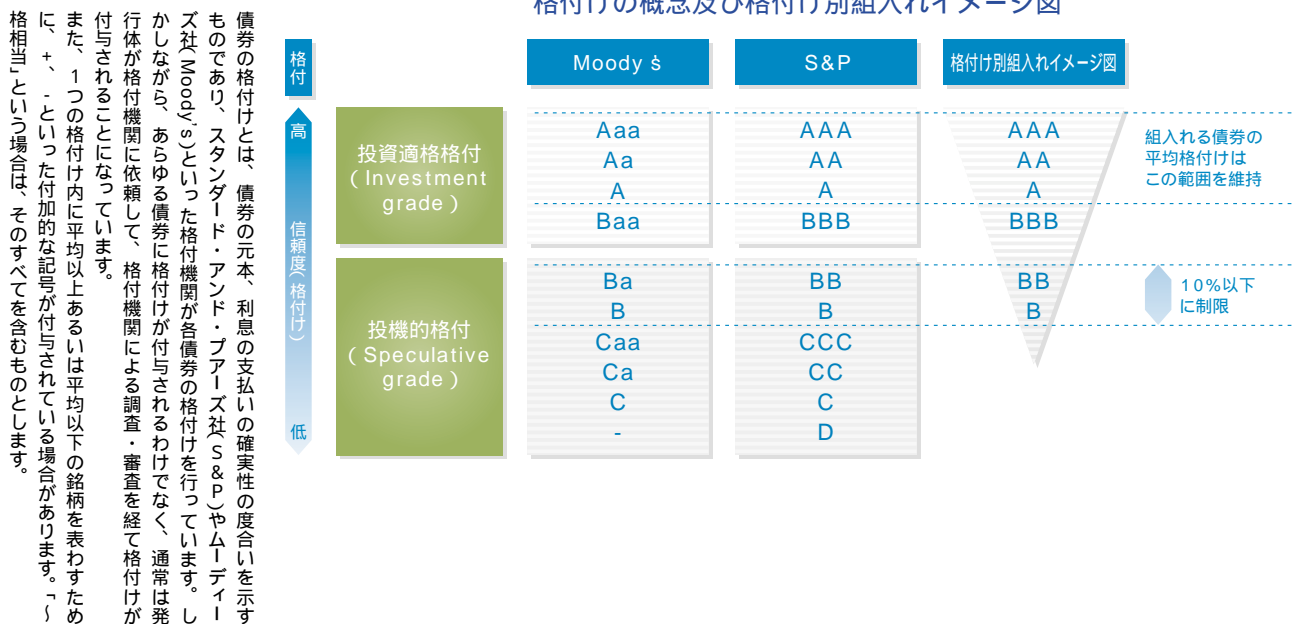 格付けの概念及び格付け別組入れイメージ図
債券の格付けとは、債券の元本、利息の支払いの確実性の度合いを示す
ものであり、スタンダード・アンド・プアーズ社(S&P)やムーディー
ズ社(Moody's)といった格付機関が各債券の格付けを行っています。し
かしながら、あらゆる債券に格付けが付与されるわけでなく、通常は発
行体が格付機関に依頼して、格付機関による調査・審査を経て格付けが
付与されることになっています。
また、1つの格付け内に平均以上あるいは平均以下の銘柄を表わすため
に、+、-といった付加的な記号が付与されている場合があります。「~
格相当」という場合は、そのすべてを含むものとします。
格付
高
信頼度(格付け)
低
投資適格格付
(Investment
grade)
投機的格付
(Speculative
grade)
Moody's
Aaa
Aa
A
Baa
Ba
B
Caa
Ca
C
-
S&P
AAA
AA
A
BBB
BB
B
CCC
CC
C
D
格付け別組入れイメージ図
AAA
AA
A
BBB
BB
B
組入れる債券の
平均格付けは
この範囲を維持
10%以下
に制限